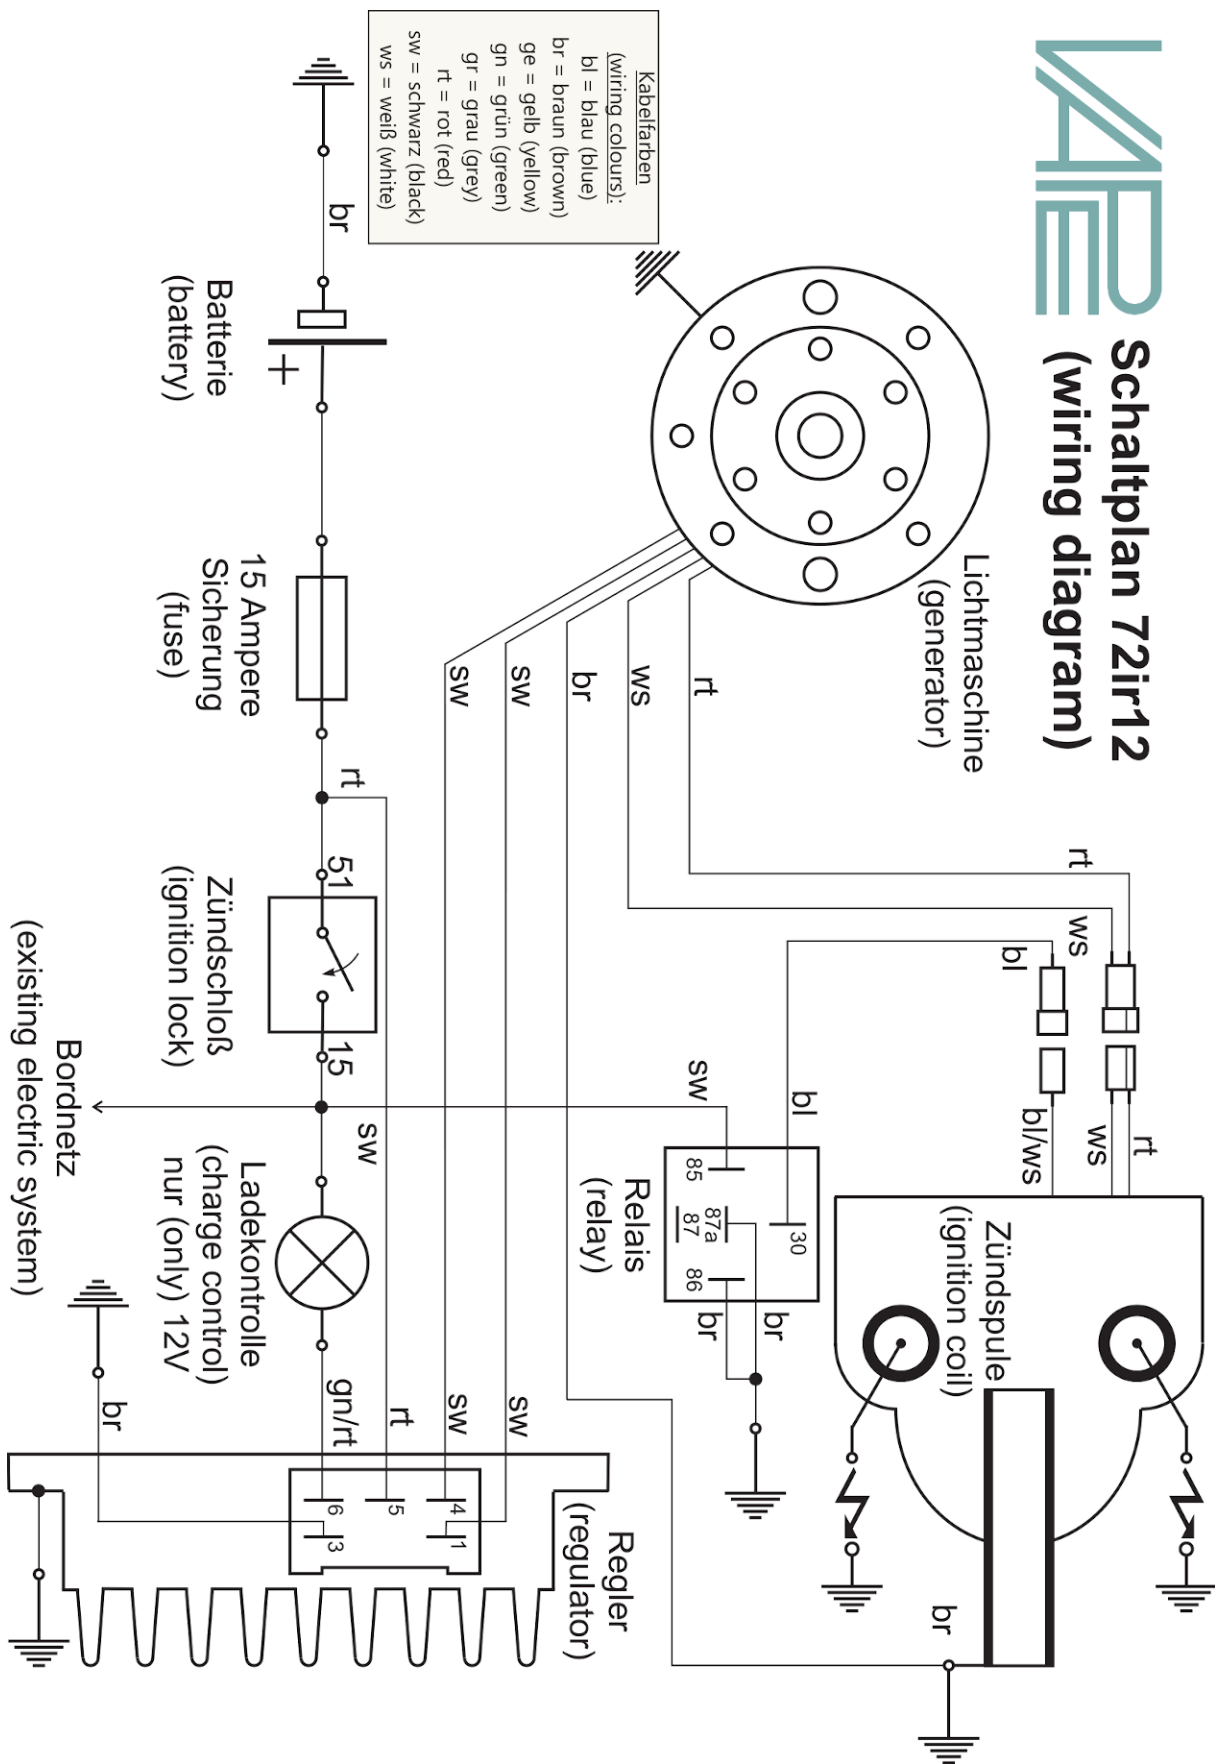 VAPE
Schaltplan 72ir12
(wiring diagram)
Kabelfarben
(wiring colours):
bl = blau (blue)
br = braun (brown)
ge = gelb (yellow)
gn = grün (green)
gr = grau (grey)
rt = rot (red)
sw = schwarz (black)
ws = weiß (white)
Lichtmaschine
(generator)
rt
ws
br
sw
sw
rt
ws
bl
rt
ws
bl/ws
Zündspule
(ignition coil)
br
sw
bl
85
87a
87
86
30
Relais
(relay)
br
br
br
Batterie
(battery)
+
15 Ampere
Sicherung
(fuse)
rt
51
15
Zündschloß
(ignition lock)
sw
Bordnetz
(existing electric system)
Ladekontrolle
(charge control)
nur (only) 12V
gn/rt
rt
sw
sw
br
6
5
4
3
1
Regler
(regulator)